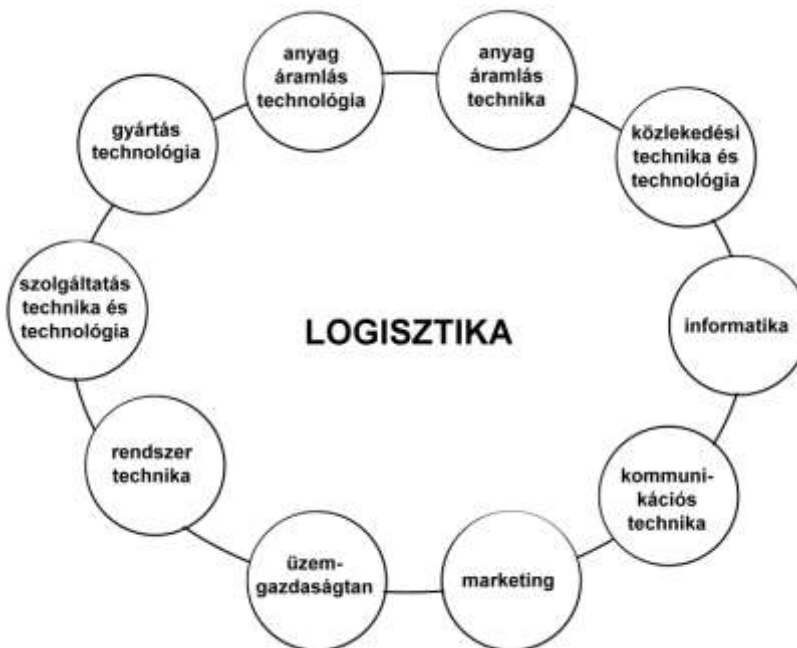 anyag
áramlás
technológia
anyag
áramlás
technika
közlekedési
technika és
technológia
informatika
kommuni-
kációs
technika
marketing
üzem-
gazdaságtan
rendszer
technika
szolgáltatás
technika és
technológia
gyártás
technológia
LOGISZTIKA